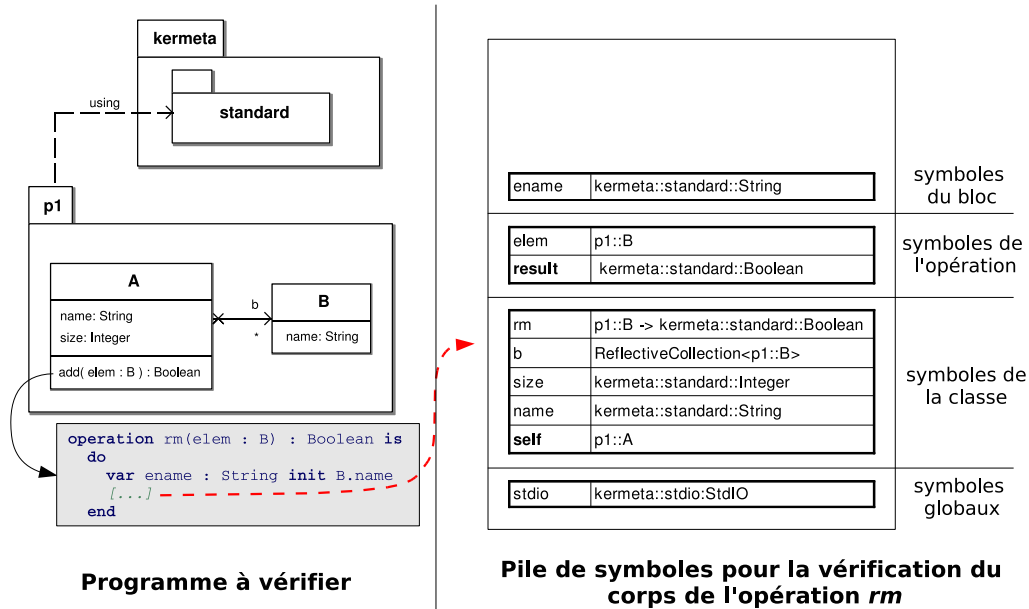 kermeta
standard
using
p1
A
name: String
size: Integer
add( elem : B ) : Boolean
b
*
B
name: String
operation rm(elem : B) : Boolean is
do
var ename : String init B.name
[...]
end
Programme à vérifier
ename kermeta::standard::String
symboles
du bloc
elem p1::B
result kermeta::standard::Boolean
symboles de
l'opération
rm p1::B -> kermeta::standard::Boolean
b ReflectiveCollection<p1::B>
size kermeta::standard::Integer
name kermeta::standard::String
self p1::A
symboles de
la classe
stdio kermeta::stdio:StdIO
symboles
globaux
Pile de symboles pour la vérification du
corps de l'opération rm